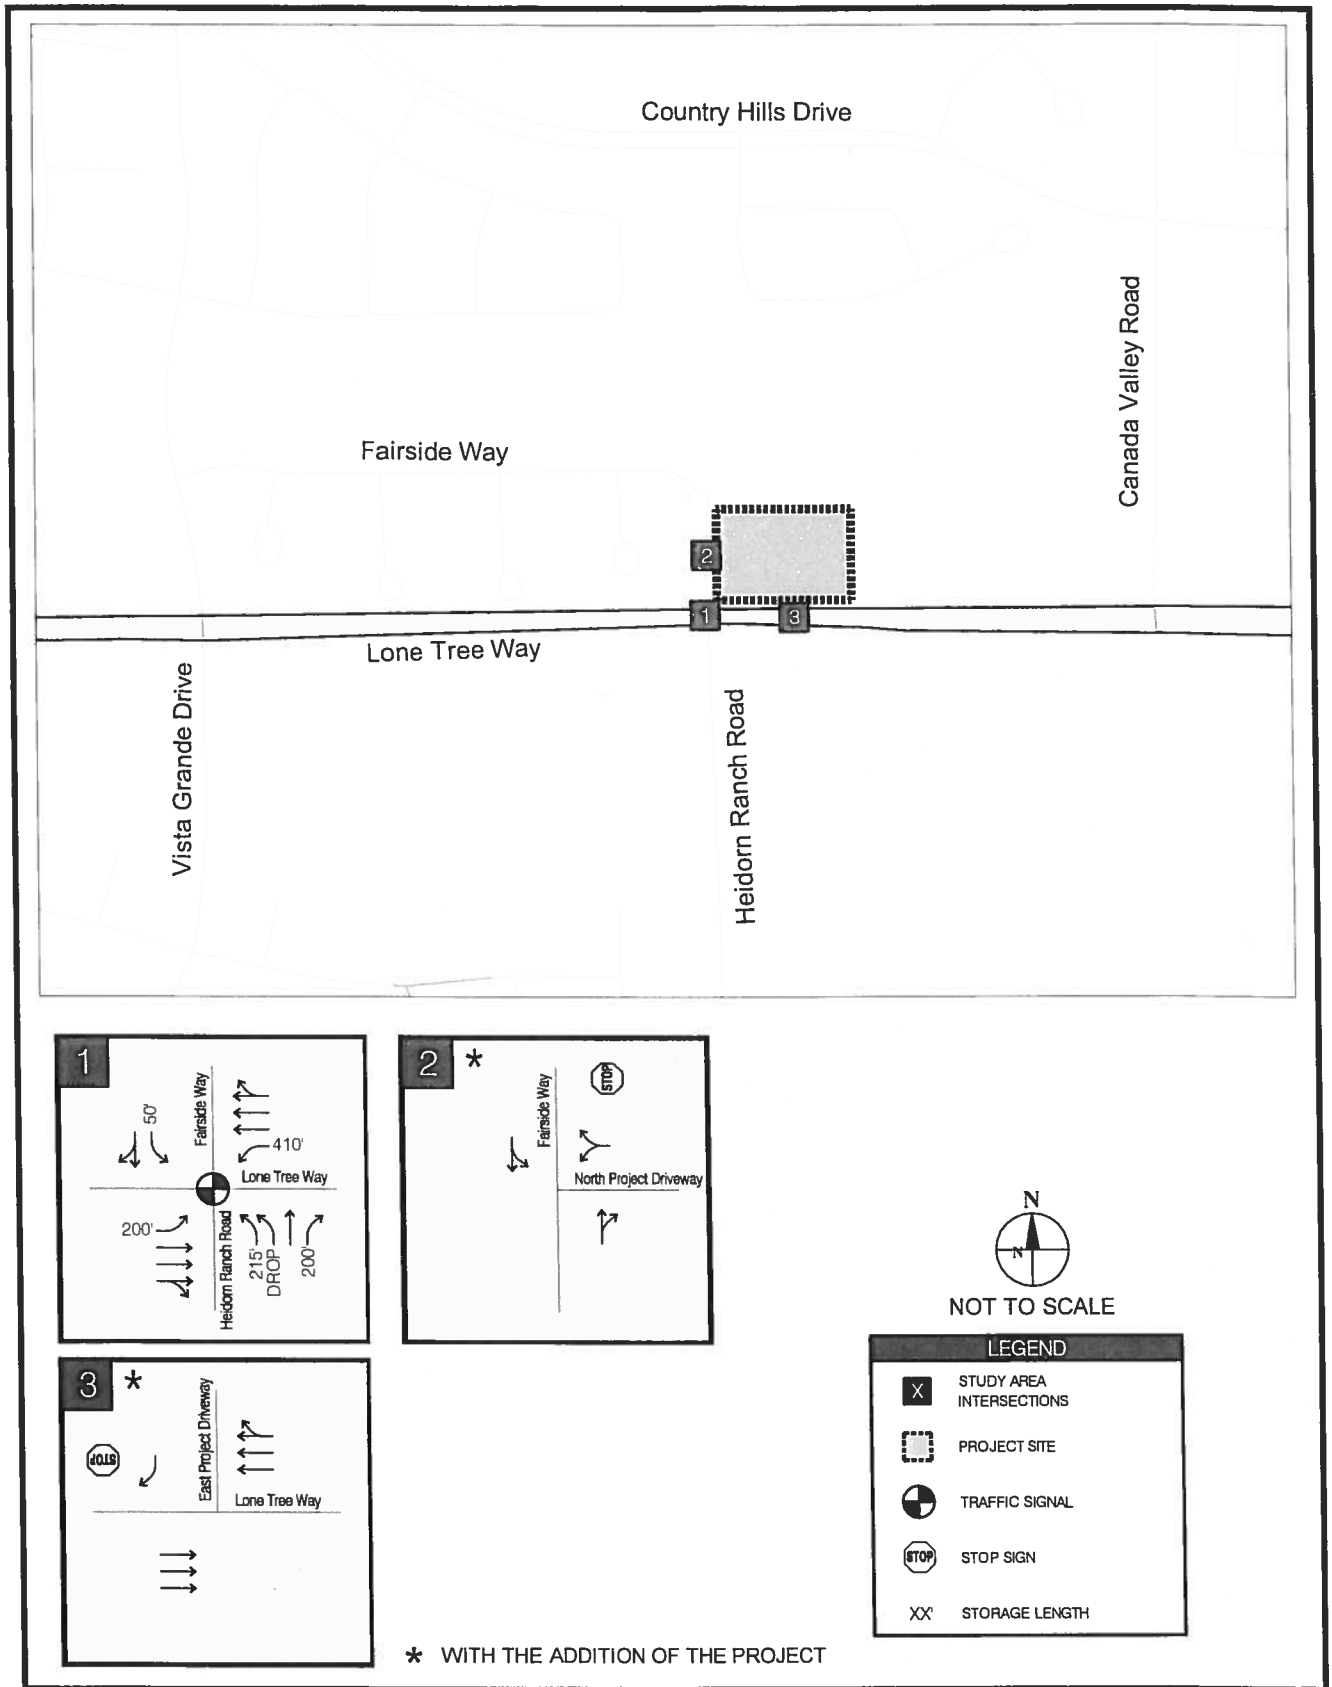 Country Hills Drive
Canada Valley Road
Fairside Way
2
1
3
Lone Tree Way
Vista Grande Drive
Heidorn Ranch Road
1
50'
Fairside Way
410'
Lone Tree Way
200'
Heidorn Ranch Road
215'
DROP
200'
2 *
STOP
Fairside Way
North Project Driveway
3 *
STOP
East Project Driveway
Lone Tree Way
N
N
NOT TO SCALE
LEGEND
X
STUDY AREA
INTERSECTIONS
PROJECT SITE
TRAFFIC SIGNAL
STOP
STOP SIGN
XX'
STORAGE LENGTH
* WITH THE ADDITION OF THE PROJECT